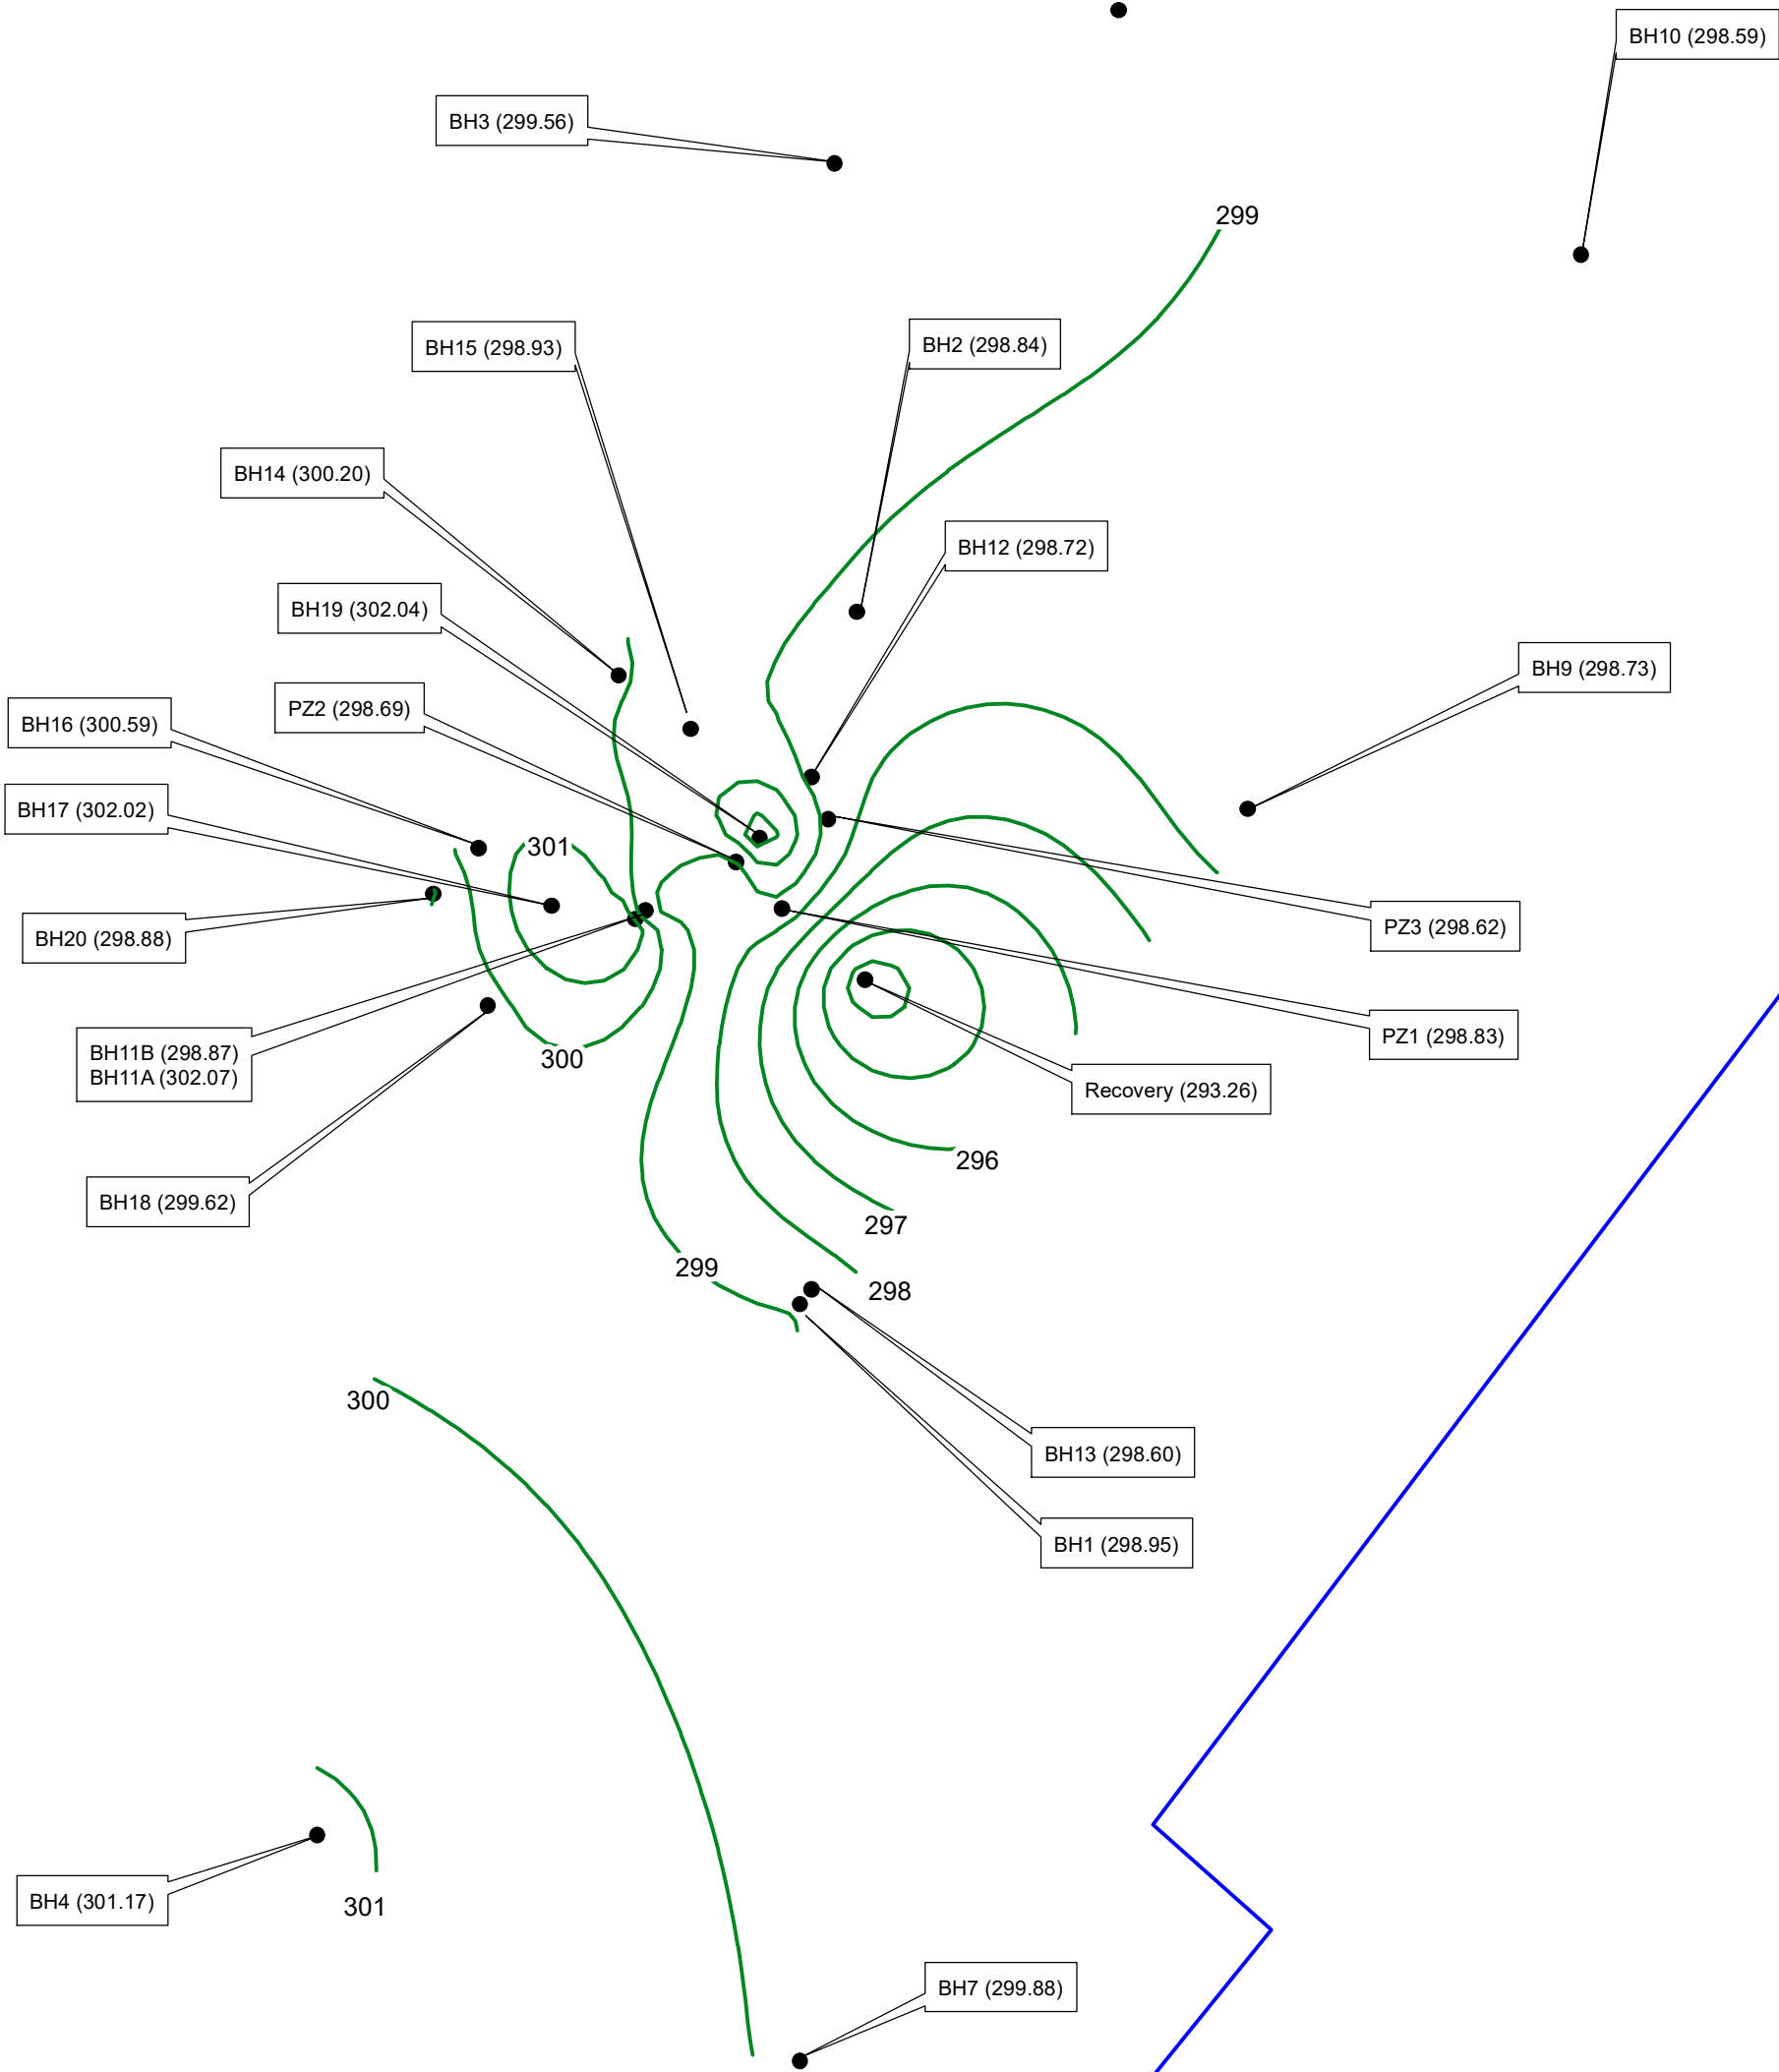 BH10 (298.59)
BH3 (299.56)
299
BH15 (298.93)
BH2 (298.84)
BH14 (300.20)
BH12 (298.72)
BH19 (302.04)
BH9 (298.73)
PZ2 (298.69)
BH16 (300.59)
BH17 (302.02)
301
PZ3 (298.62)
BH20 (298.88)
PZ1 (298.83)
BH11B (298.87)
BH11A (302.07)
300
Recovery (293.26)
296
BH18 (299.62)
297
299
298
300
BH13 (298.60)
BH1 (298.95)
BH4 (301.17)
301
BH7 (299.88)